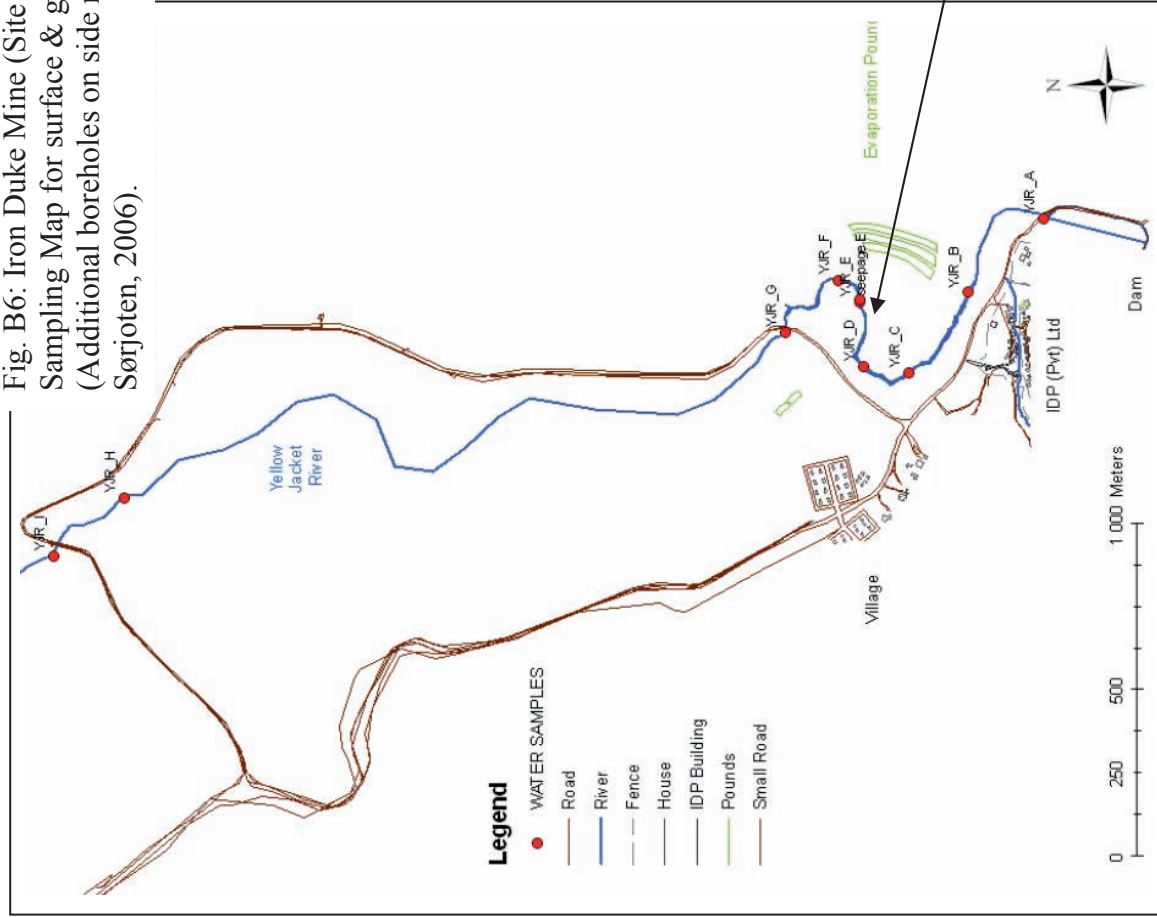 Fig. B6: Iron Duke Mine (Site
Sampling Map for surface & g
(Additional boreholes on side
Sørjoten, 2006).
Evaporation Poun
N
YJR_A
YJR_F
YJR_E
seepage E
YJR_B
YJR_G
YJR_D
YJR_C
Dam
IDP (Pvt) Ltd
YJR_H
Yellow
Jacket
River
YJR_I
Village
Legend
WATER SAMPLES
Road
River
Fence
House
IDP Building
Pounds
Small Road
0 250 500 1 000 Meters